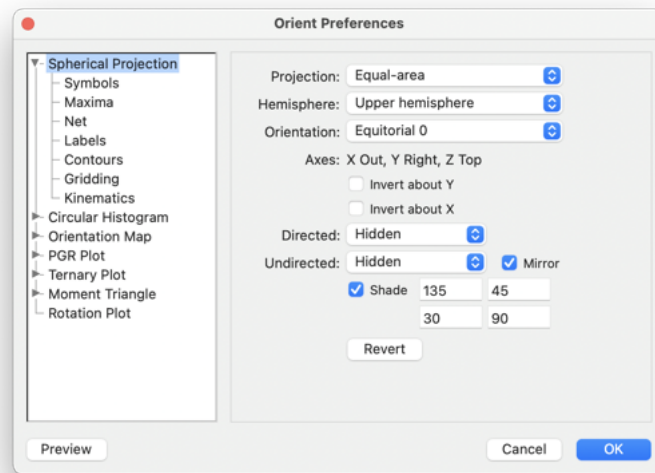 Orient Preferences
Spherical Projection
Symbols
Maxima
Net
Labels
Contours
Gridding
Kinematics
Circular Histogram
Orientation Map
PGR Plot
Ternary Plot
Moment Triangle
Rotation Plot
Projection: Equal-area
Hemisphere: Upper hemisphere
Orientation: Equitorial 0
Axes: X Out, Y Right, Z Top
Invert about Y
Invert about X
Directed: Hidden
Undirected: Hidden Mirror
Shade 135 45
30 90
Revert
Preview Cancel OK